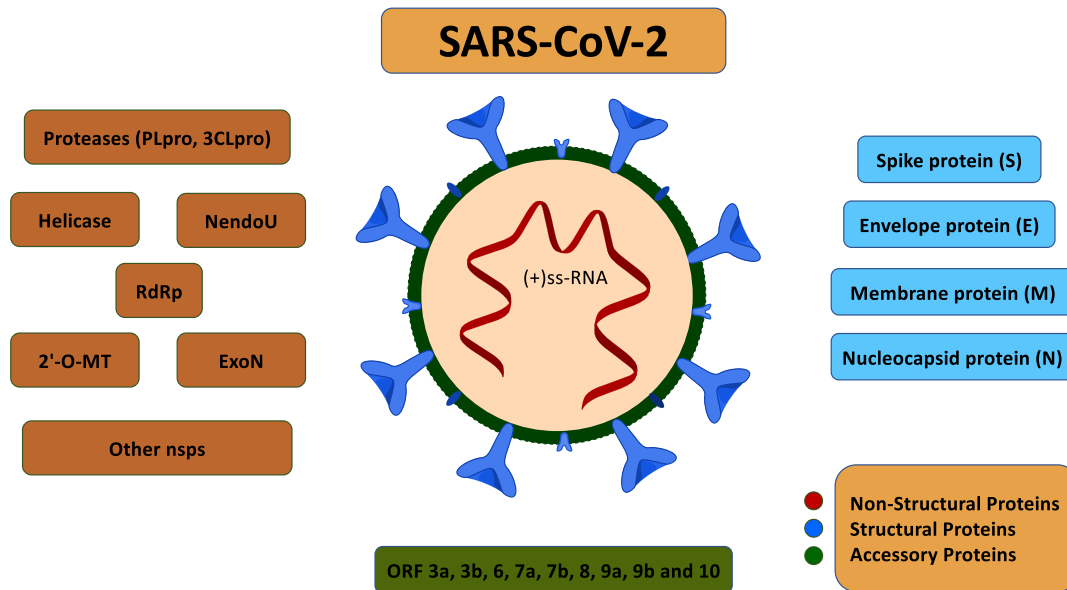 SARS-CoV-2
Proteases (PLpro, 3CLpro)
Helicase
NendoU
RdRp
2'-O-MT
ExoN
Other nsps
(+)ss-RNA
Spike protein (S)
Envelope protein (E)
Membrane protein (M)
Nucleocapsid protein (N)
ORF 3a, 3b, 6, 7a, 7b, 8, 9a, 9b and 10
Non-Structural Proteins
Structural Proteins
Accessory Proteins